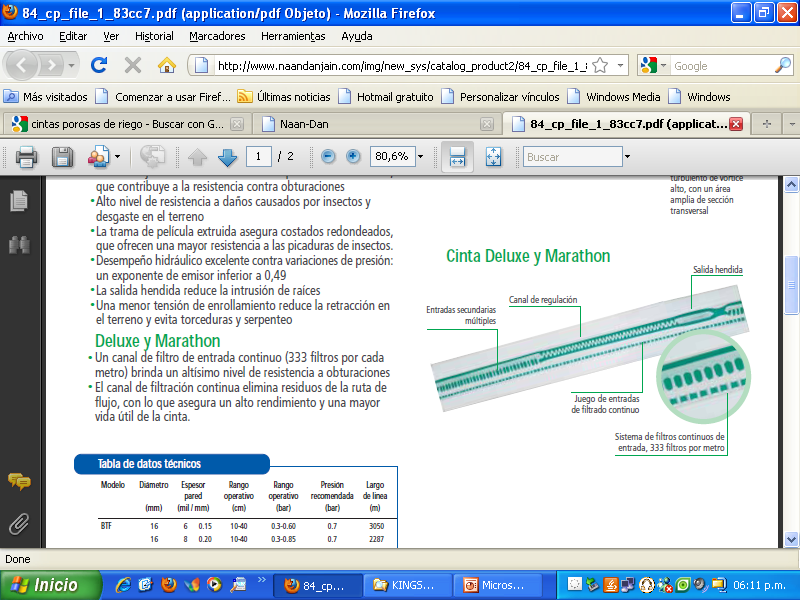 84_cp_file_1_83cc7.pdf (application/pdf Objeto) - Mozilla Firefox
Archivo Editar Ver Historial Marcadores Herramientas Ayuda
http://www.naandanjain.com/img/new_sys/catalog_product2/84_cp_file_1_
Google
Más visitados Comenzar a usar Firef... Últimas noticias Hotmail gratuito Personalizar vínculos Windows Media Windows
cintas porosas de riego - Buscar con G... Naan-Dan 84_cp_file_1_83cc7.pdf (applicat...
1 / 2 80,6% Buscar
que contribuye a la resistencia contra obturaciones
•Alto nivel de resistencia a daños causados por insectos y
desgaste en el terreno
•La trama de película extruida asegura costados redondeados,
que ofrecen una mayor resistencia a las picaduras de insectos.
•Desempeño hidráulico excelente contra variaciones de presión:
un exponente de emisor inferior a 0,49
•La salida hendida reduce la intrusión de raíces
•Una menor tensión de enrollamiento reduce la retracción en
el terreno y evita torceduras y serpenteo
Deluxe y Marathon
• Un canal de filtro de entrada continuo (333 filtros por cada
metro) brinda un altísimo nivel de resistencia a obturaciones
• El canal de filtración continua elimina residuos de la ruta de
flujo, con lo que asegura un alto rendimiento y una mayor
vida útil de la cinta.
turbulento de vórtice
alto, con un área
amplia de sección
transversal
Cinta Deluxe y Marathon
Salida hendida
Canal de regulación
Entradas secundarias
múltiples
Juego de entradas
de filtrado continuo
Sistema de filtros continuos de
entrada, 333 filtros por metro
Tabla de datos técnicos
Modelo Diámetro Espesor Rango Rango Presión Largo
pared operativo operativo recomendada de linea
(mm) (mil / mm) (cm) (bar) (bar) (m)
BTF 16 6 0.15 10-40 0.3-0.60 0.7 3050
16 8 0.20 10-40 0.3-0.85 0.7 2287
Done
Inicio 84_cp... KINGS... Micros... 06:11 p.m.